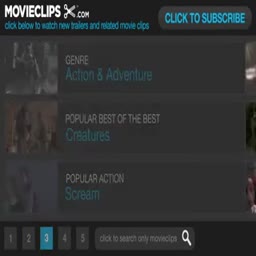 MOVIECLIPS .COM
click below to watch new trailers and related movie clips
CLICK TO SUBSCRIBE
GENRE
Action & Adventure
POPULAR BEST OF THE BEST
Creatures
POPULAR ACTION
Scream
1 2 3 4 5 click to search only movieclips